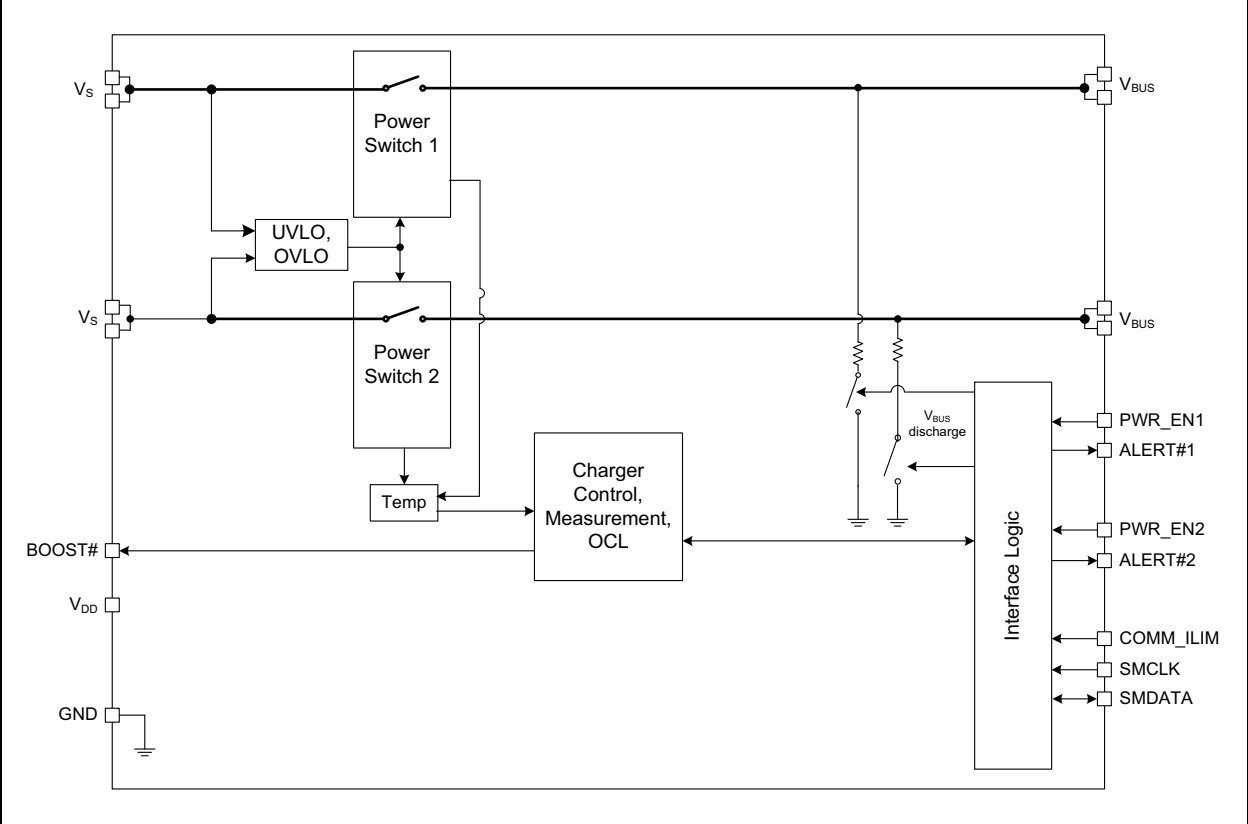 VS
VBUS
Power
Switch 1
UVLO,
OVLO
VS
VBUS
Power
Switch 2
VBUS
discharge
PWR_EN1
ALERT#1
Charger
Control,
Measurement,
OCL
Temp
Interface Logic
PWR_EN2
ALERT#2
BOOST#
VDD
COMM_ILIM
SMCLK
SMDATA
GND